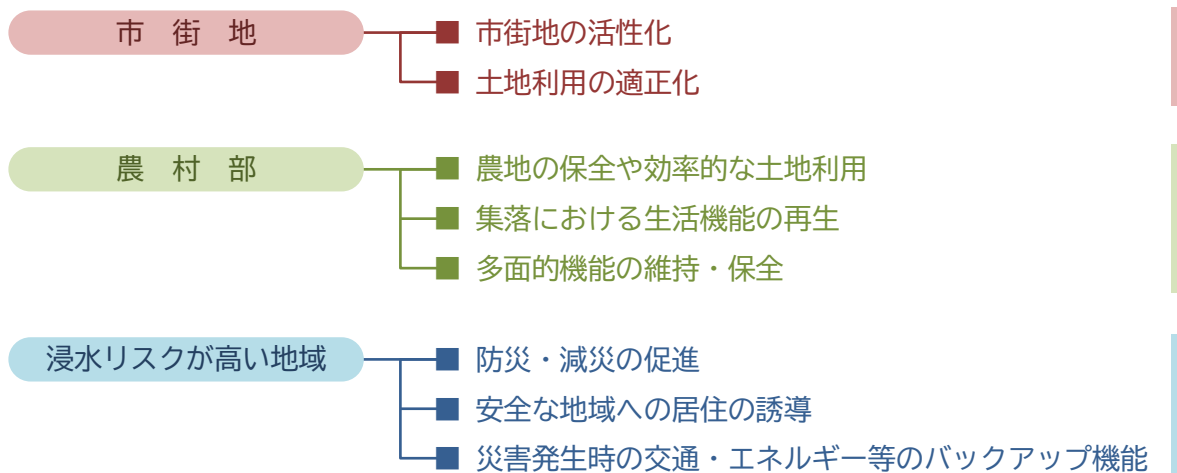 市　街　地
■ 市街地の活性化
■ 土地利用の適正化
農　村　部
■ 農地の保全や効率的な土地利用
■ 集落における生活機能の再生
■ 多面的機能の維持・保全
浸水リスクが高い地域
■ 防災・減災の促進
■ 安全な地域への居住の誘導
■ 災害発生時の交通・エネルギー等のバックアップ機能